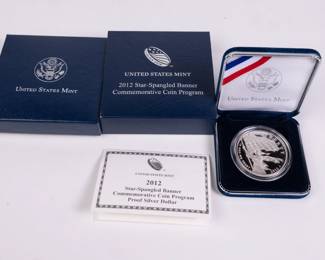 United States Mint
UNITED STATES MINT
2012 Star-Spangled Banner
Commemorative Coin Program
UNITED STATES MINT
2012
Star-Spangled Banner
Commemorative Coin Program
Proof Silver Dollar